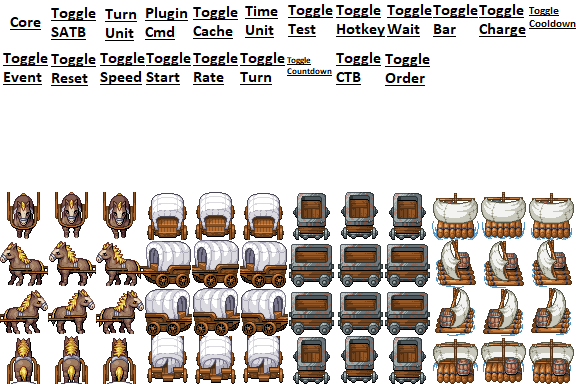 Core
Toggle SATB
Turn Unit
Plugin Cmd
Toggle Cache
Time Unit
Toggle Test
Toggle Hotkey
Toggle Wait
Toggle Bar
Toggle Charge
Toggle Cooldown
Toggle Event
Toggle Reset
Toggle Speed
Toggle Start
Toggle Rate
Toggle Turn
Toggle Countdown
Toggle CTB
Toggle Order